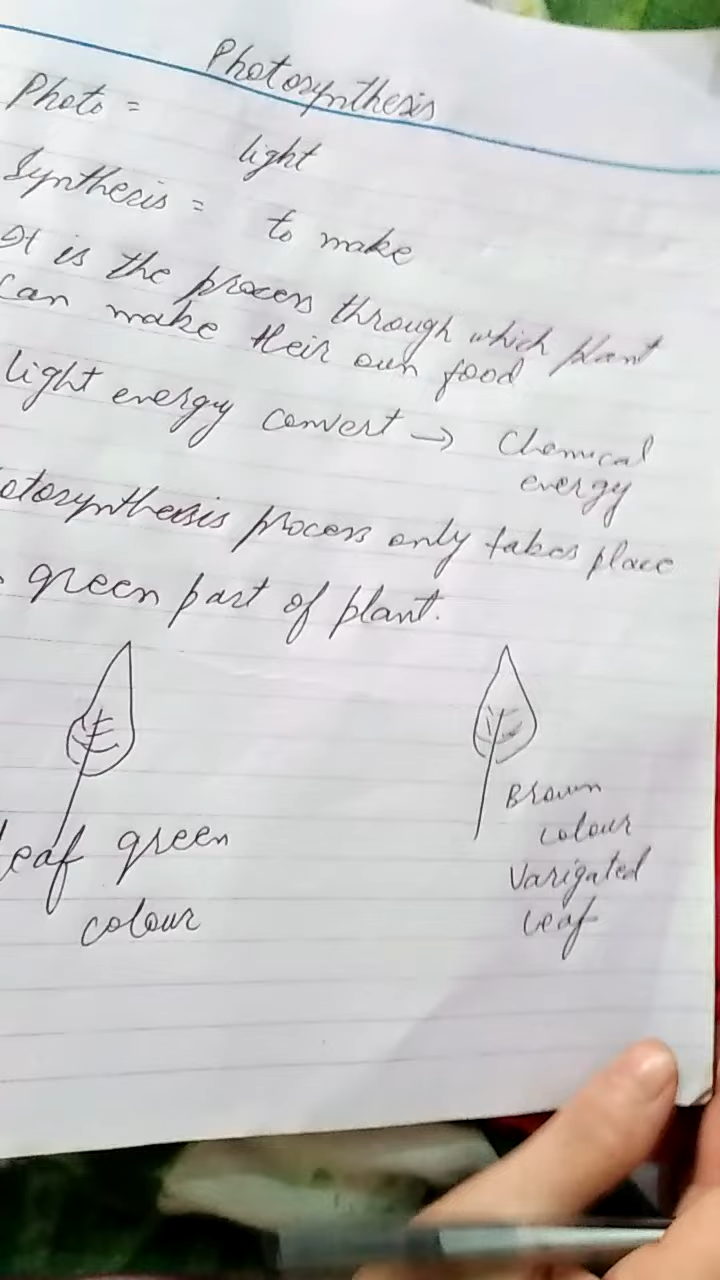 Photosynthesis
Photo = light
Synthesis = to make
It is the process through which plant
can make their own food
light energy convert → Chemical
energy
otosynthesis process only takes place
green part of plant.
leaf green
colour
Brown
colour
Varigated
leaf